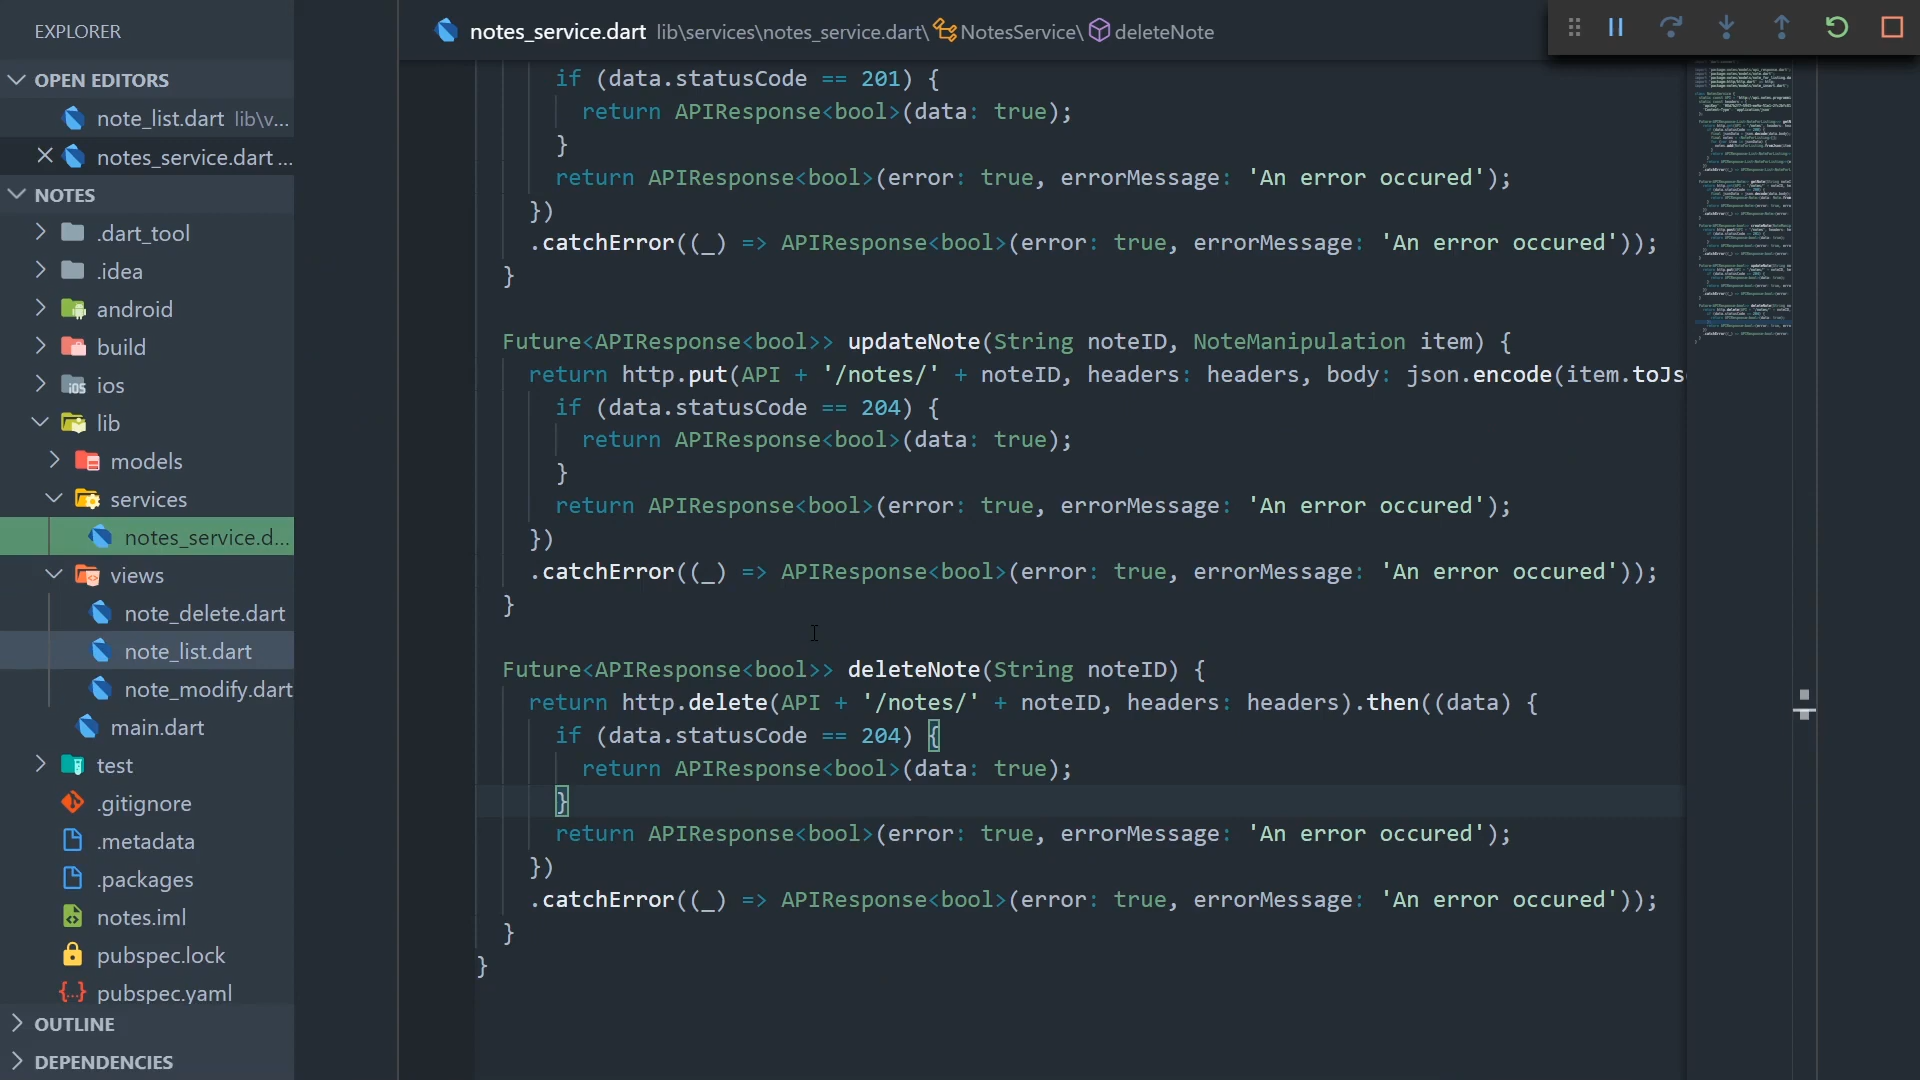 EXPLORER
OPEN EDITORS
note_list.dart lib\v...
notes_service.dart ...
NOTES
.dart_tool
.idea
android
build
ios
lib
models
services
notes_service.d...
views
note_delete.dart
note_list.dart
note_modify.dart
main.dart
test
.gitignore
.metadata
.packages
notes.iml
pubspec.lock
pubspec.yaml
OUTLINE
DEPENDENCIES
notes_service.dart lib\services\notes_service.dart\ NotesService\ deleteNote
if (data.statusCode == 201) {
return APIResponse<bool>(data: true);
}
return APIResponse<bool>(error: true, errorMessage: 'An error occured');
})
.catchError((_) => APIResponse<bool>(error: true, errorMessage: 'An error occured'));
}
Future<APIResponse<bool>> updateNote(String noteID, NoteManipulation item) {
return http.put(API + '/notes/' + noteID, headers: headers, body: json.encode(item.toJs
if (data.statusCode == 204) {
return APIResponse<bool>(data: true);
}
return APIResponse<bool>(error: true, errorMessage: 'An error occured');
})
.catchError((_) => APIResponse<bool>(error: true, errorMessage: 'An error occured'));
}
Future<APIResponse<bool>> deleteNote(String noteID) {
return http.delete(API + '/notes/' + noteID, headers: headers).then((data) {
if (data.statusCode == 204) {
return APIResponse<bool>(data: true);
}
return APIResponse<bool>(error: true, errorMessage: 'An error occured');
})
.catchError((_) => APIResponse<bool>(error: true, errorMessage: 'An error occured'));
}
}